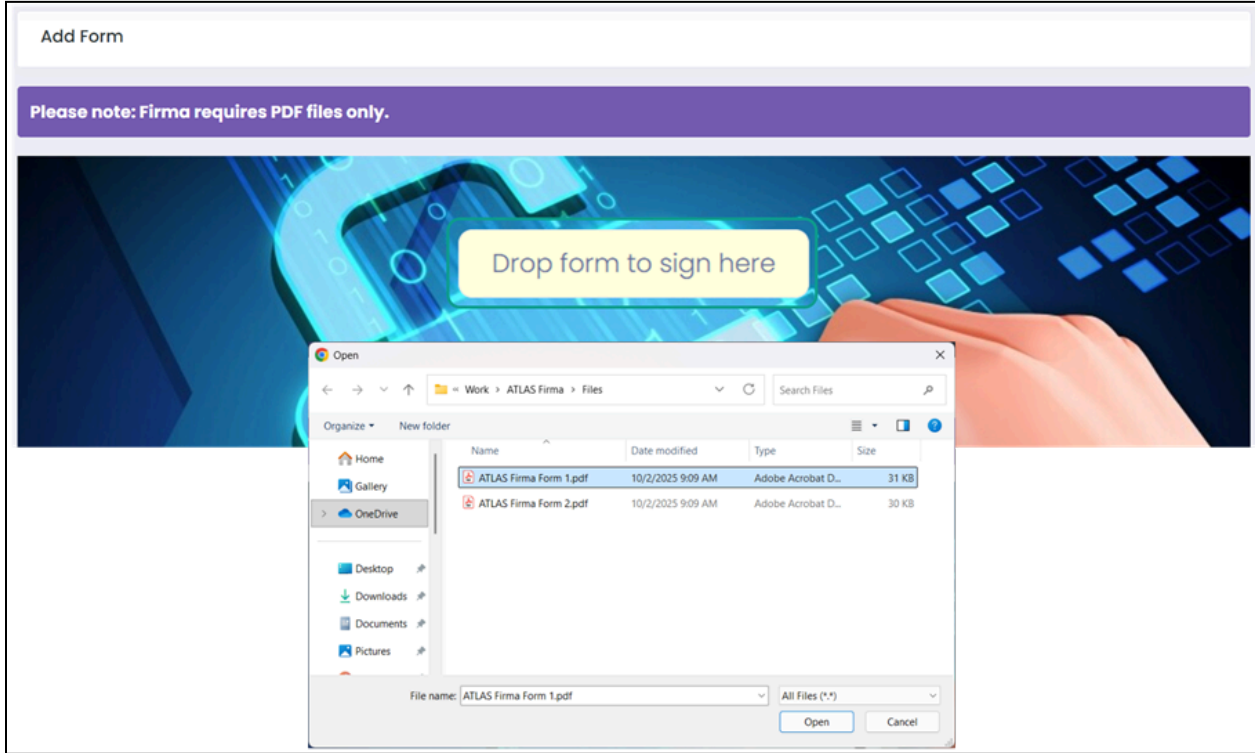 Add Form
Please note: Firma requires PDF files only.
Drop form to sign here
Open
« Work > ATLAS Firma > Files
Search Files
Organize New folder
Name Date modified Type Size
Home
ATLAS Firma Form 1.pdf 10/2/2025 9:09 AM Adobe Acrobat D... 31 KB
Gallery
ATLAS Firma Form 2.pdf 10/2/2025 9:09 AM Adobe Acrobat D... 30 KB
OneDrive
Desktop
Downloads
Documents
Pictures
File name: ATLAS Firma Form 1.pdf All Files (*.*)
Open Cancel